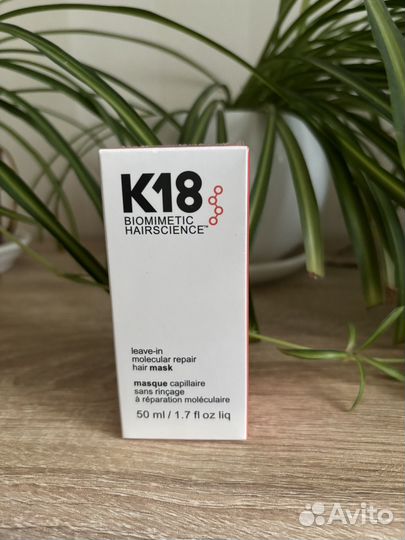 K18
BIOMIMETIC
HAIRSCIENCE™
leave-in
molecular repair
hair mask
masque capillaire
sans rinçage
à réparation moléculaire
50 ml / 1.7 fl oz liq
Avito